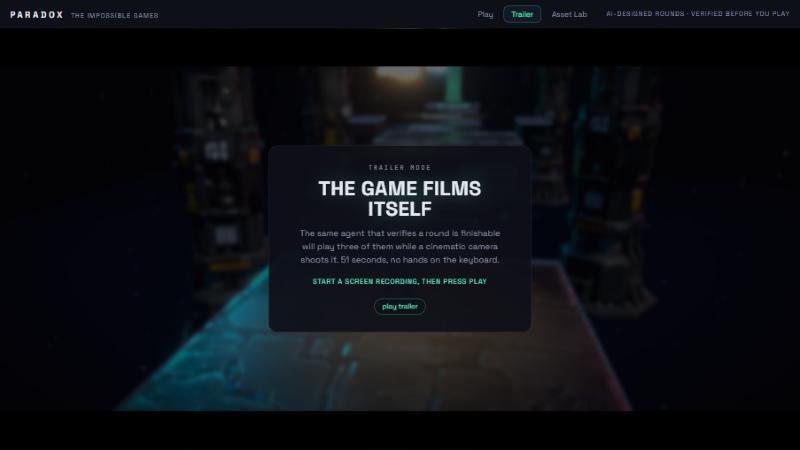 PARADOX THE IMPOSSIBLE GAMES Play Trailer Asset Lab AI-DESIGNED ROUNDS · VERIFIED BEFORE YOU PLAY
TRAILER MODE
THE GAME FILMS
ITSELF
The same agent that verifies a round is finishable
will play three of them while a cinematic camera
shoots it. 51 seconds, no hands on the keyboard.
START A SCREEN RECORDING, THEN PRESS PLAY
play trailer